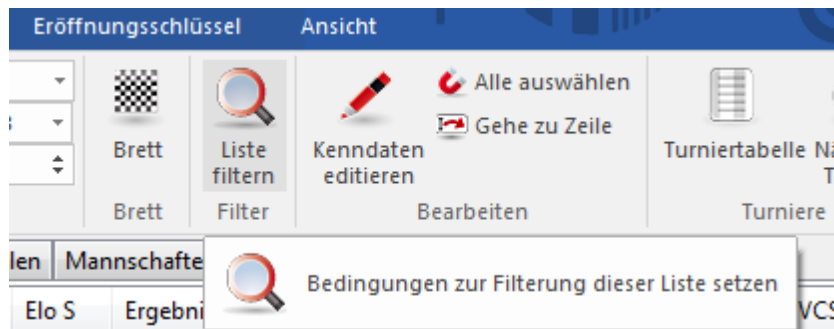 Eröffnungsschlüssel Ansicht
Alle auswählen
Gehe zu Zeile
Brett Liste filtern Kenndaten editieren Turniertabelle
Brett Filter Bearbeiten Turniere
Mannschafte
Bedingungen zur Filterung dieser Liste setzen
Elo S Ergebni